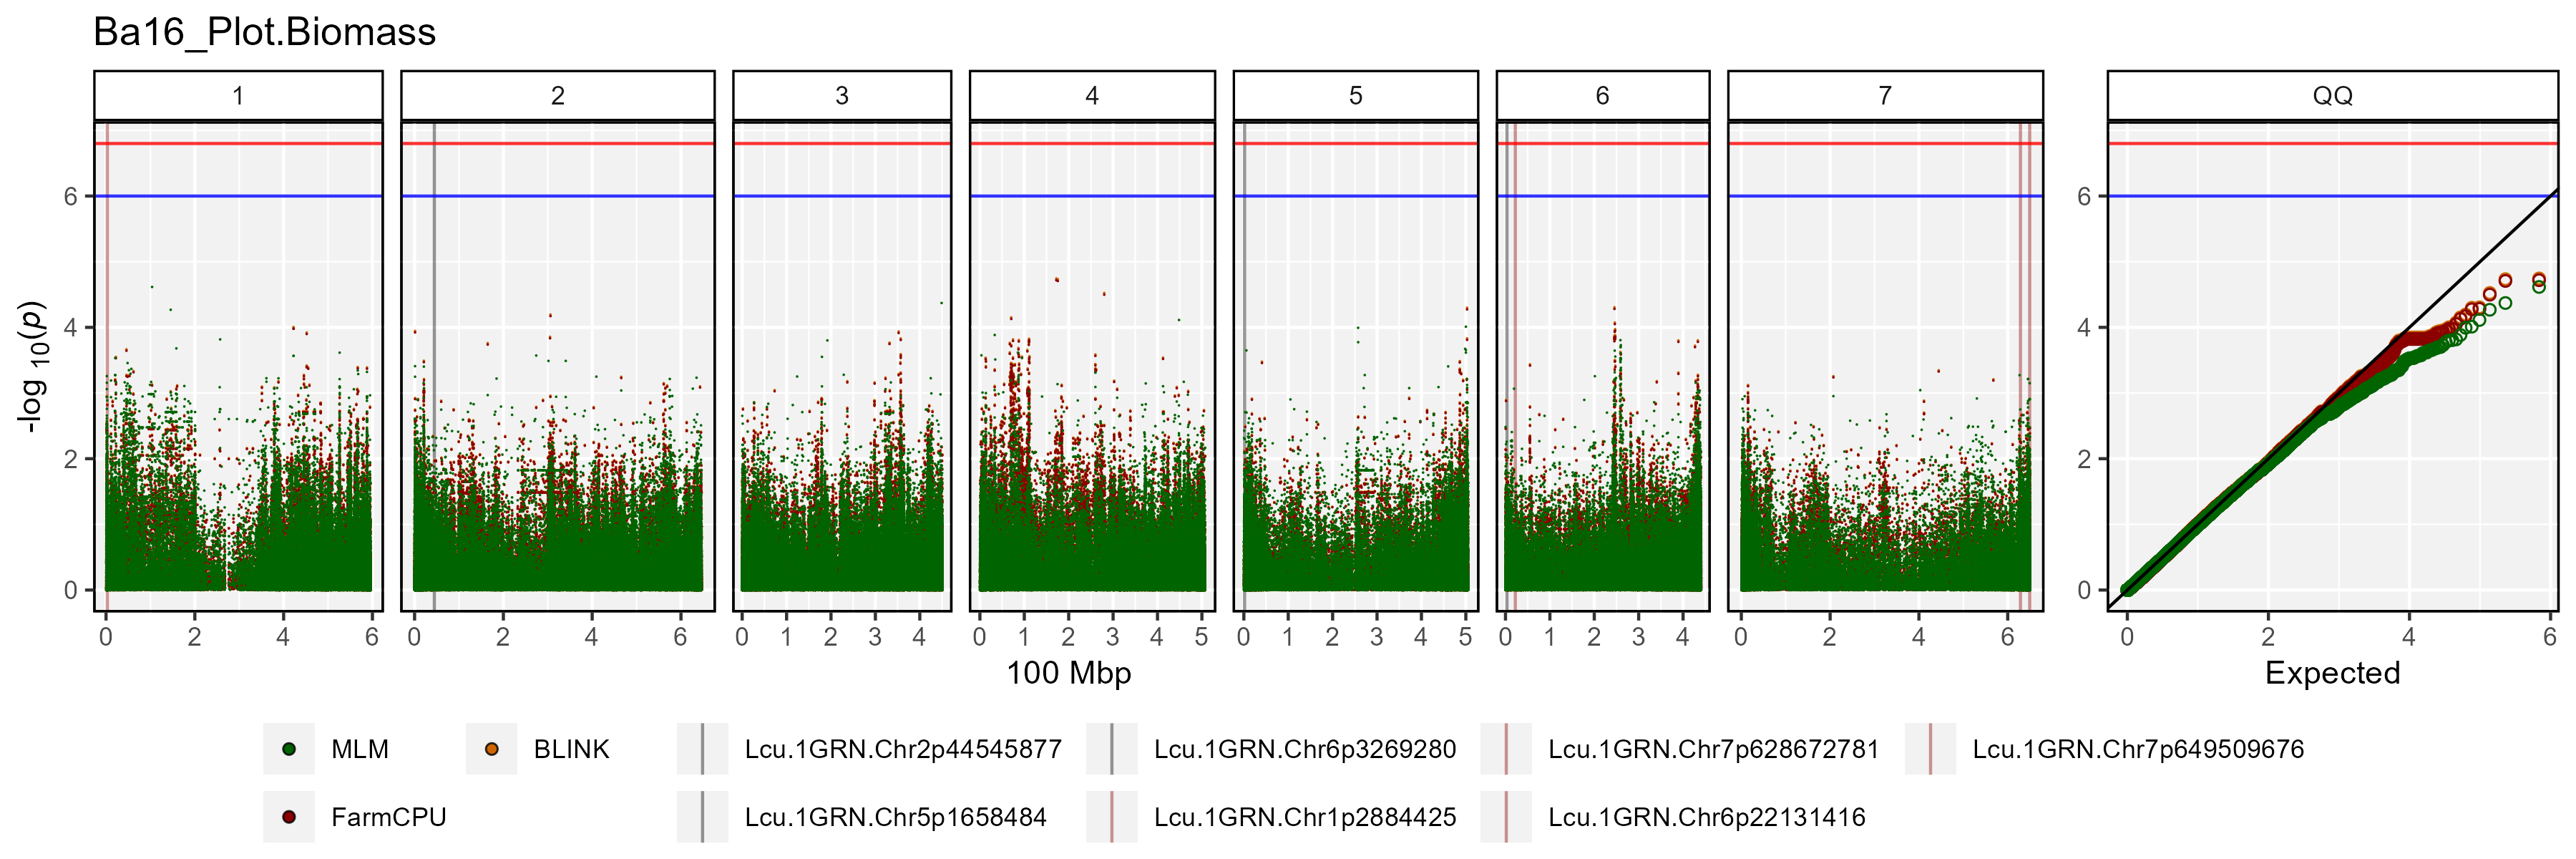 Ba16_Plot.Biomass
1 2 3 4 5 6 7 QQ
-log 10(p)
6 4 2 0
6 4 2 0
0 2 4 6 0 2 4 6 0 1 2 3 4 0 1 2 3 4 5 0 1 2 3 4 5 0 1 2 3 4 0 2 4 6 0 2 4 6
100 Mbp Expected
MLM BLINK Lcu.1GRN.Chr2p44545877 Lcu.1GRN.Chr6p3269280 Lcu.1GRN.Chr7p628672781 Lcu.1GRN.Chr7p649509676
FarmCPU Lcu.1GRN.Chr5p1658484 Lcu.1GRN.Chr1p2884425 Lcu.1GRN.Chr6p22131416